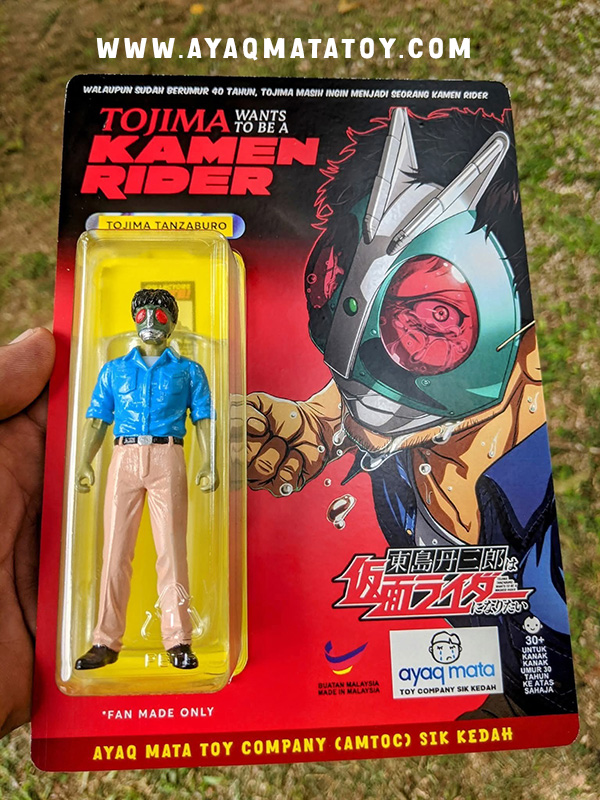 WWW.AYAQMATATOY.COM
WALAUPUN SUDAH BERUMUR 40 TAHUN, TOJIMA MASIH INGIN MENJADI SEORANG KAMEN RIDER
TOJIMA WANTS
TO BE A
KAMEN
RIDER
TOJIMA TANZABURO
東島丹三郎は
仮面ライダー
になりたい
BUATAN MALAYSIA
MADE IN MALAYSIA
ayaq mata
TOY COMPANY SIK KEDAH
30+
UNTUK
KANAK
KANAK
UMUR 30
TAHUN
KE ATAS
SAHAJA
*FAN MADE ONLY
AYAQ MATA TOY COMPANY (AMTOC) SIK KEDAH